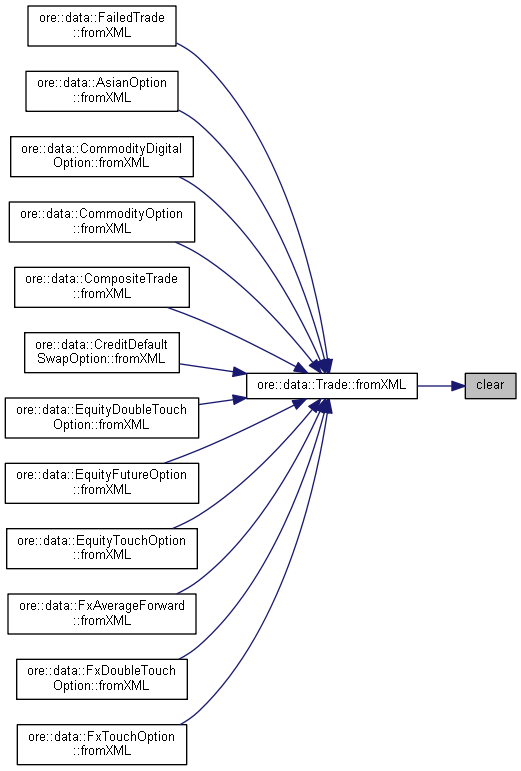 ore::data::FailedTrade
::fromXML
ore::data::AsianOption
::fromXML
ore::data::CommodityDigital
Option::fromXML
ore::data::CommodityOption
::fromXML
ore::data::CompositeTrade
::fromXML
ore::data::CreditDefault
SwapOption::fromXML
ore::data::EquityDoubleTouch
Option::fromXML
ore::data::EquityFutureOption
::fromXML
ore::data::EquityTouchOption
::fromXML
ore::data::FxAverageForward
::fromXML
ore::data::FxDoubleTouch
Option::fromXML
ore::data::FxTouchOption
::fromXML
ore::data::Trade::fromXML
clear